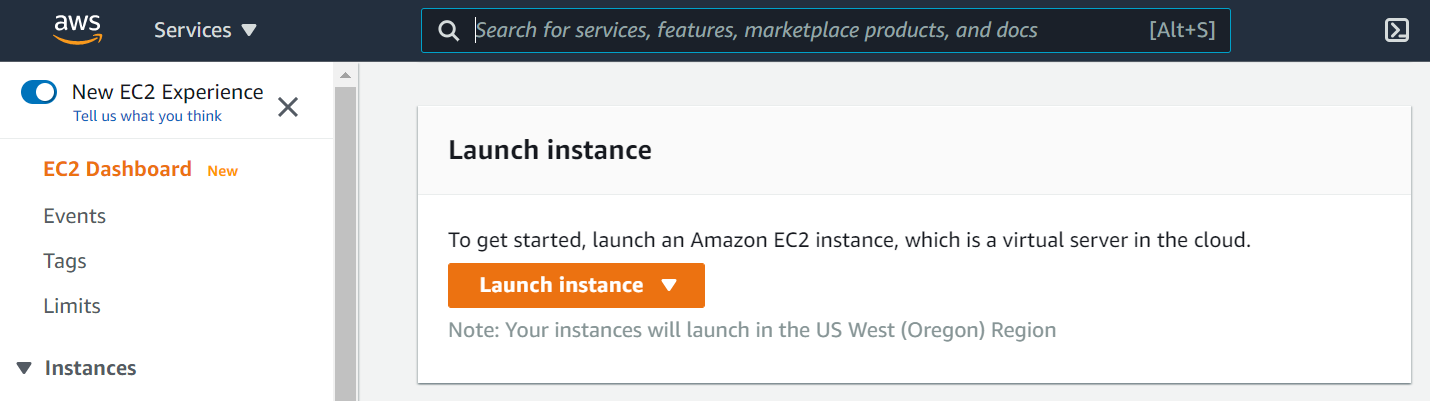 aws
Services
Search for services, features, marketplace products, and docs
[Alt+S]
New EC2 Experience
Tell us what you think
EC2 Dashboard New
Events
Tags
Limits
Instances
Launch instance
To get started, launch an Amazon EC2 instance, which is a virtual server in the cloud.
Launch instance
Note: Your instances will launch in the US West (Oregon) Region